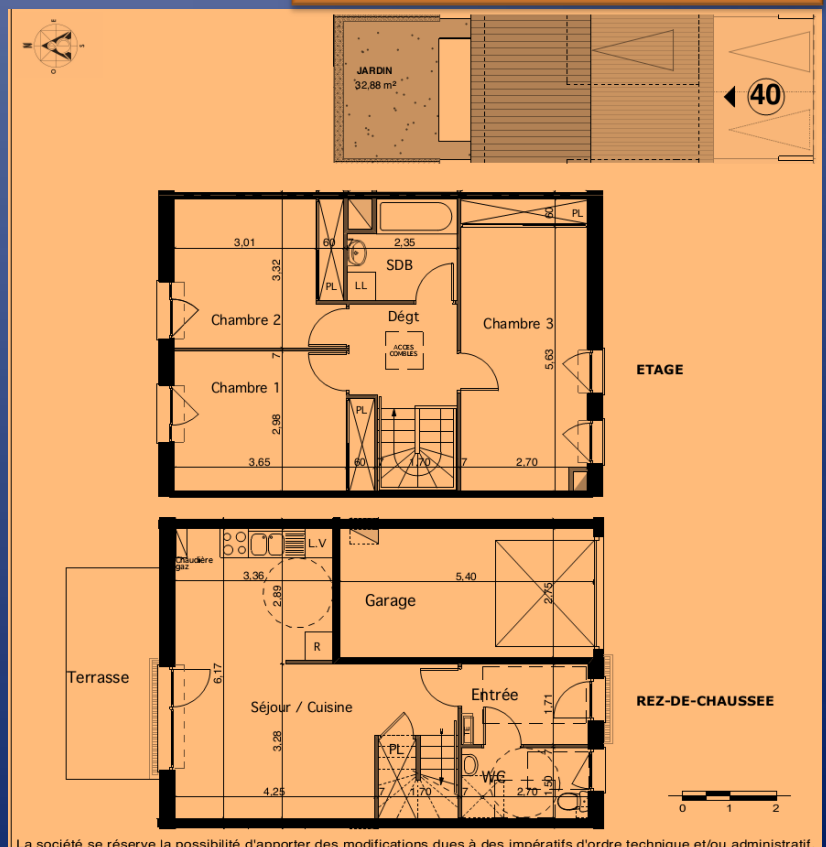 N
E
S
O
JARDIN
32,88 m²
40
60
PL
3,01
60
7
2,35
3,32
SDB
PL
LL
Chambre 2
Dégt
Chambre 3
ACCES
COMBLES
7
5,63
ETAGE
Chambre 1
PL
2,98
3,65
60
7
1,70
7
2,70
L.V
Chaudière
gaz
3,36
5,40
2,89
2,75
Garage
R
6,17
Terrasse
Entrée
REZ-DE-CHAUSSEE
Séjour / Cuisine
1,71
3,28
PL
7
WC
1,50
4,25
7
1,70
7
2,70
0 1 2
La société se réserve la possibilité d'apporter des modifications dues à des impératifs d'ordre technique et/ou administratif